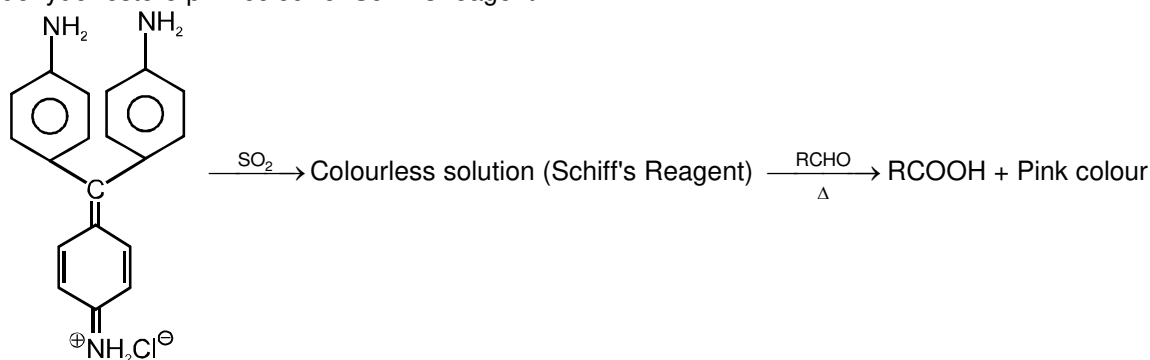 NH₂ NH₂
SO₂ Colourless solution (Schiff's Reagent) RCHO Δ RCOOH + Pink colour
C
⊕NH₂Cl⊖